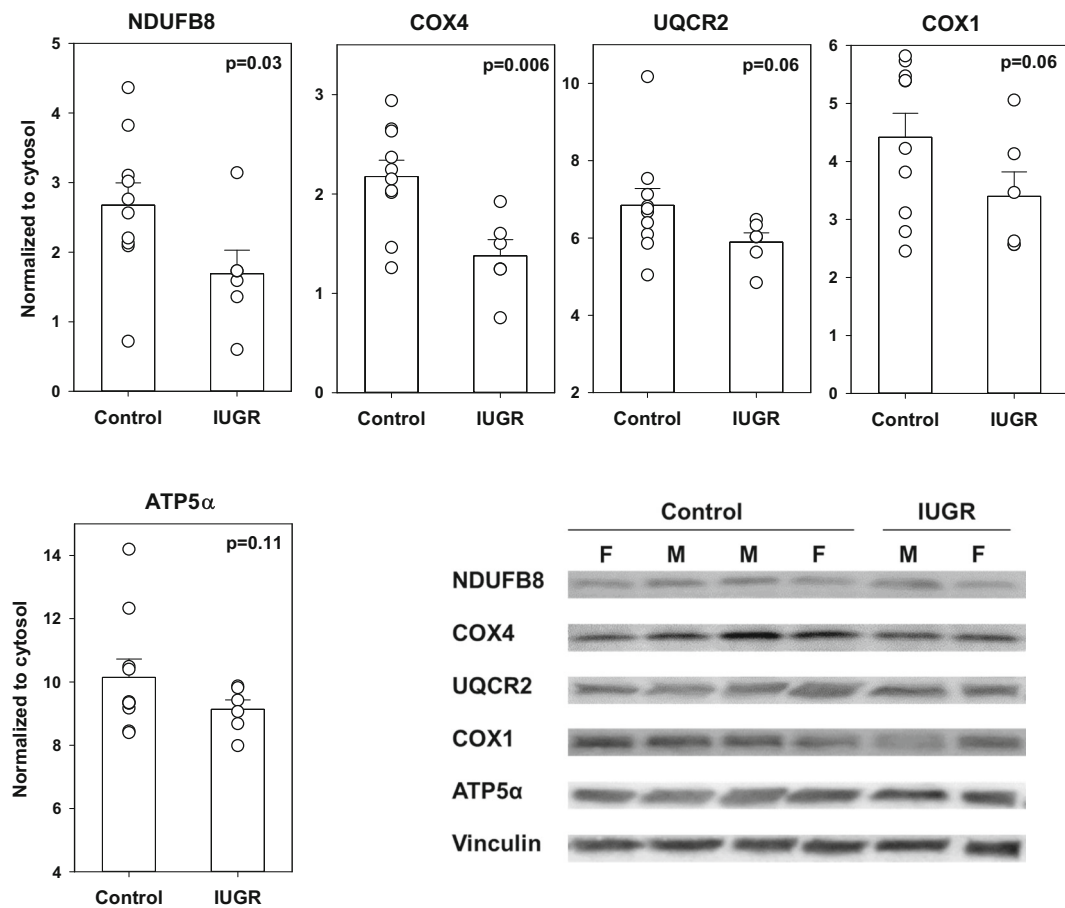 NDUFB8
COX4
UQCR2
COX1
Normalized to cytosol
5
4
3
2
1
0
p=0.03
Control
IUGR
3
2
1
0
p=0.006
Control
IUGR
10
8
6
4
2
p=0.06
Control
IUGR
6
5
4
3
2
1
0
p=0.06
Control
IUGR
ATP5α
Normalized to cytosol
14
12
10
8
6
4
p=0.11
Control
IUGR
Control
IUGR
F M M F M F
NDUFB8
COX4
UQCR2
COX1
ATP5α
Vinculin